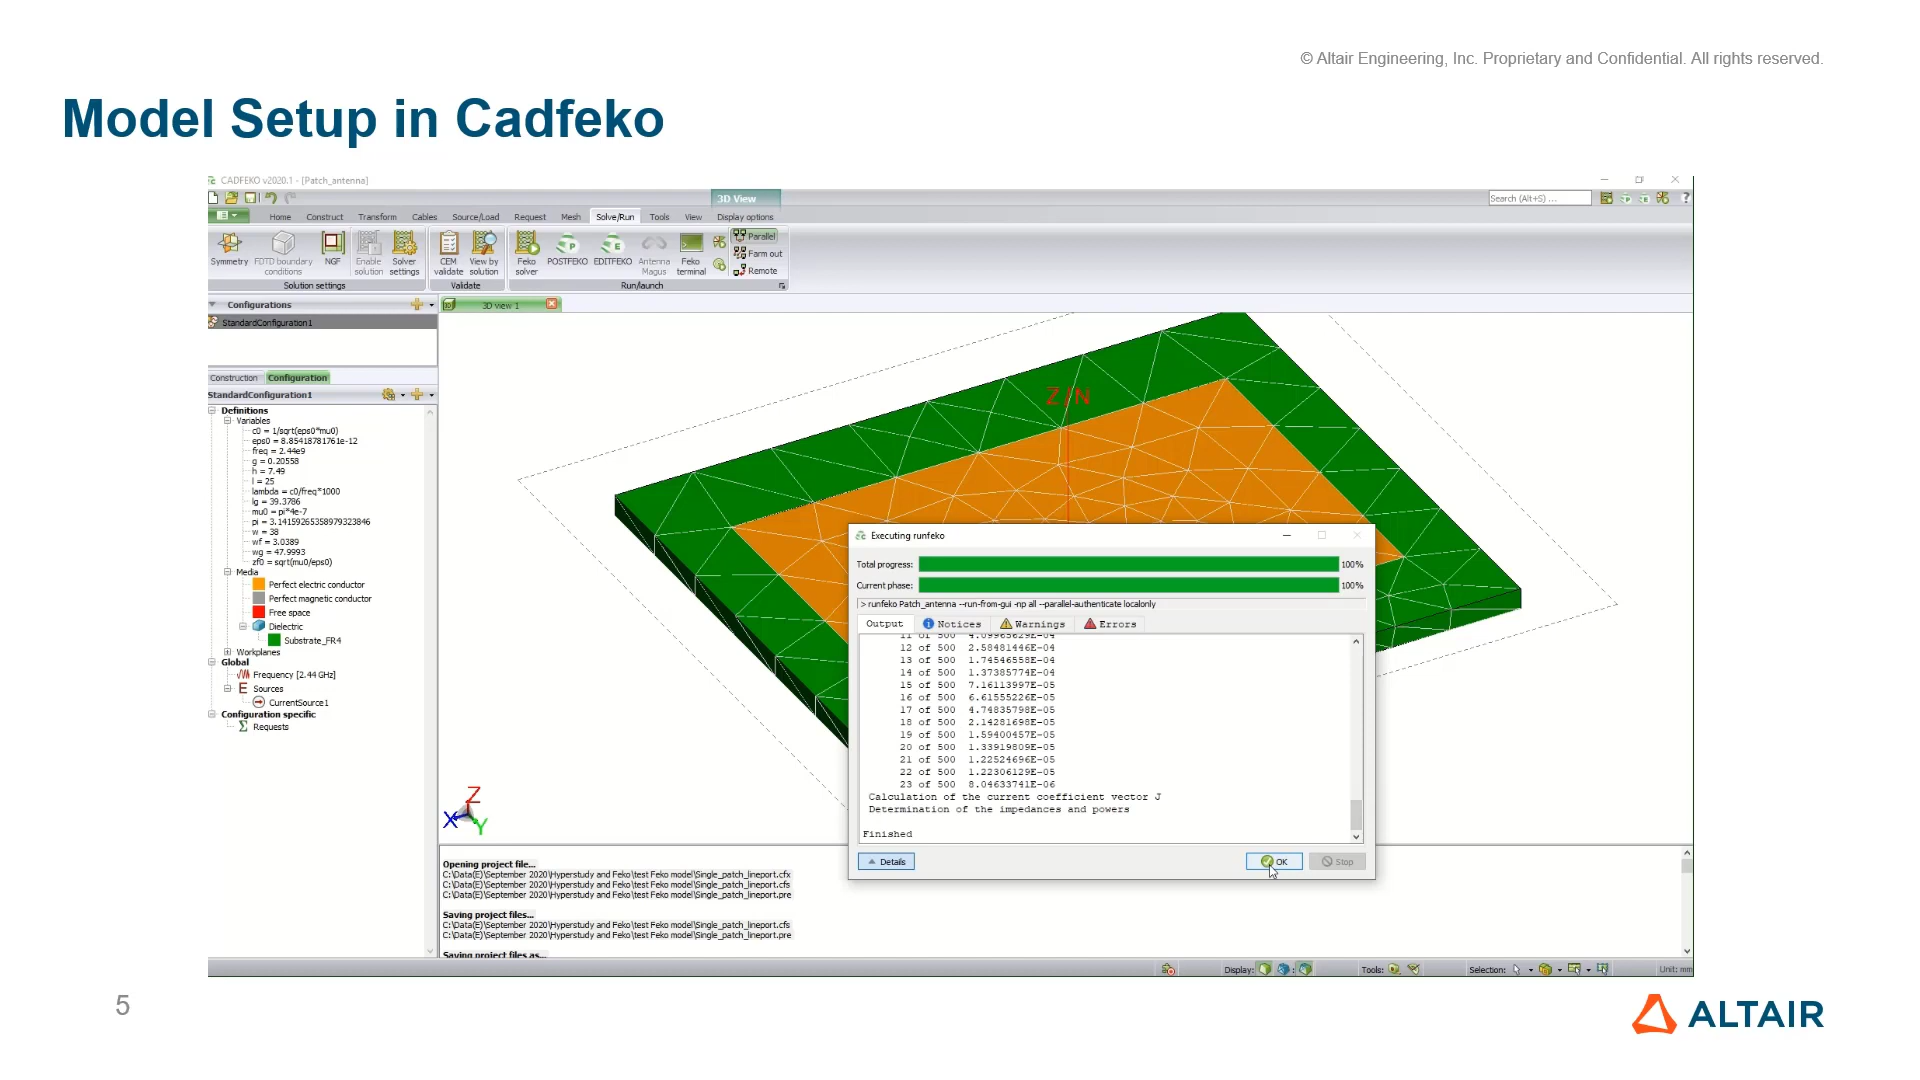 © Altair Engineering, Inc. Proprietary and Confidential. All rights reserved.
Model Setup in Cadfeko
CADFEKO v2020.1 - [Patch_antenna]
3D View
Search (Alt+S) ...
Home Construct Transform Cables Source/Load Request Mesh Solve/Run Tools View Display options
Symmetry FDTD boundary conditions NGF Enable solution Solver settings CEM validate View by solution Feko solver POSTFEKO EDITFEKO Antenna Magus Feko terminal
Parallel
Farm out
Remote
Solution settings Validate Run/launch
Configurations
3D view 1
StandardConfiguration1
Construction Configuration
StandardConfiguration1
Definitions
Variables
c0 = 1/sqrt(eps0*mu0)
eps0 = 8.85418781761e-12
freq = 2.44e9
g = 0.20558
h = 7.49
l = 25
lambda = c0/freq*1000
lg = 39.3786
mu0 = pi*4e-7
pi = 3.14159265358979323846
w = 38
wf = 3.0389
wg = 47.9993
zf0 = sqrt(mu0/eps0)
Media
Perfect electric conductor
Perfect magnetic conductor
Free space
Dielectric
Substrate_FR4
Workplanes
Global
Frequency [2.44 GHz]
Sources
CurrentSource1
Configuration specific
Requests
Z/N
Z
X
Y
Executing runfeko
Total progress: 100%
Current phase: 100%
> runfeko Patch_antenna --run-from-gui -np all --parallel-authenticate localonly
Output Notices Warnings Errors
11 of 500 4.09965629E-04
12 of 500 2.58481446E-04
13 of 500 1.74546558E-04
14 of 500 1.37385774E-04
15 of 500 7.16113997E-05
16 of 500 6.61555226E-05
17 of 500 4.74835798E-05
18 of 500 2.14281698E-05
19 of 500 1.59400457E-05
20 of 500 1.33919809E-05
21 of 500 1.22524696E-05
22 of 500 1.22306129E-05
23 of 500 8.04633741E-06
Calculation of the current coefficient vector J
Determination of the impedances and powers
Finished
Details OK Stop
Opening project file...
C:\Data(E)\September 2020\Hyperstudy and Feko\test Feko model\Single_patch_lineport.cfx
C:\Data(E)\September 2020\Hyperstudy and Feko\test Feko model\Single_patch_lineport.cfs
C:\Data(E)\September 2020\Hyperstudy and Feko\test Feko model\Single_patch_lineport.pre
Saving project files...
C:\Data(E)\September 2020\Hyperstudy and Feko\test Feko model\Single_patch_lineport.cfs
C:\Data(E)\September 2020\Hyperstudy and Feko\test Feko model\Single_patch_lineport.pre
Saving project files as...
Display: Tools: Selection: Unit: mm
5
ALTAIR